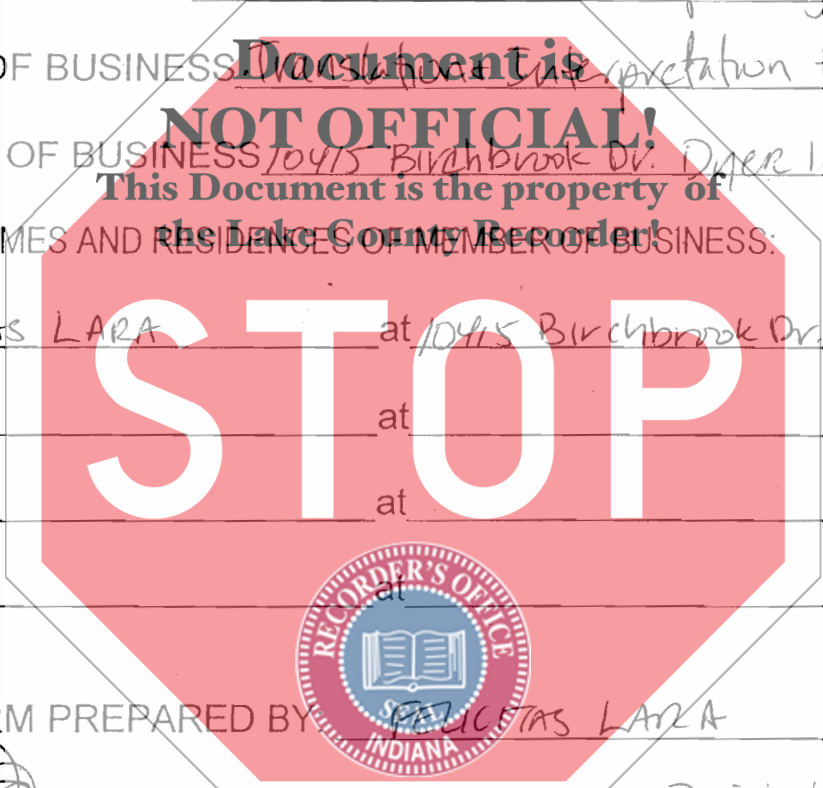 OF BUSINESS Translations Interpretation
Document is
NOT OFFICIAL!
OF BUSINESS 10415 Birchbrook Dr. Dyer
This Document is the property of
the Lake County Recorder!
MES AND RESIDENCES OF MEMBER OF BUSINESS:
S LARA at 10415 Birchbrook Dr.
STOP
at
at
at
RECORDER'S OFFICE
SEAL
INDIANA
RM PREPARED BY FELICITAS LARA